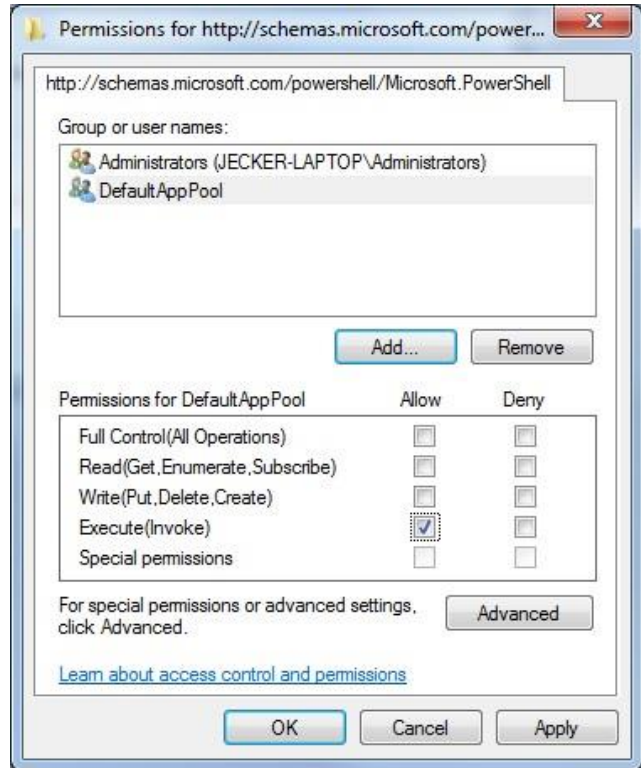 Permissions for http://schemas.microsoft.com/power...
http://schemas.microsoft.com/powershell/Microsoft.PowerShell
Group or user names:
Administrators (JECKER-LAPTOP\Administrators)
DefaultAppPool
Add... Remove
Permissions for DefaultAppPool Allow Deny
Full Control(All Operations)
Read(Get,Enumerate,Subscribe)
Write(Put,Delete,Create)
Execute(Invoke)
Special permissions
For special permissions or advanced settings,
click Advanced.
Advanced
Learn about access control and permissions
OK Cancel Apply